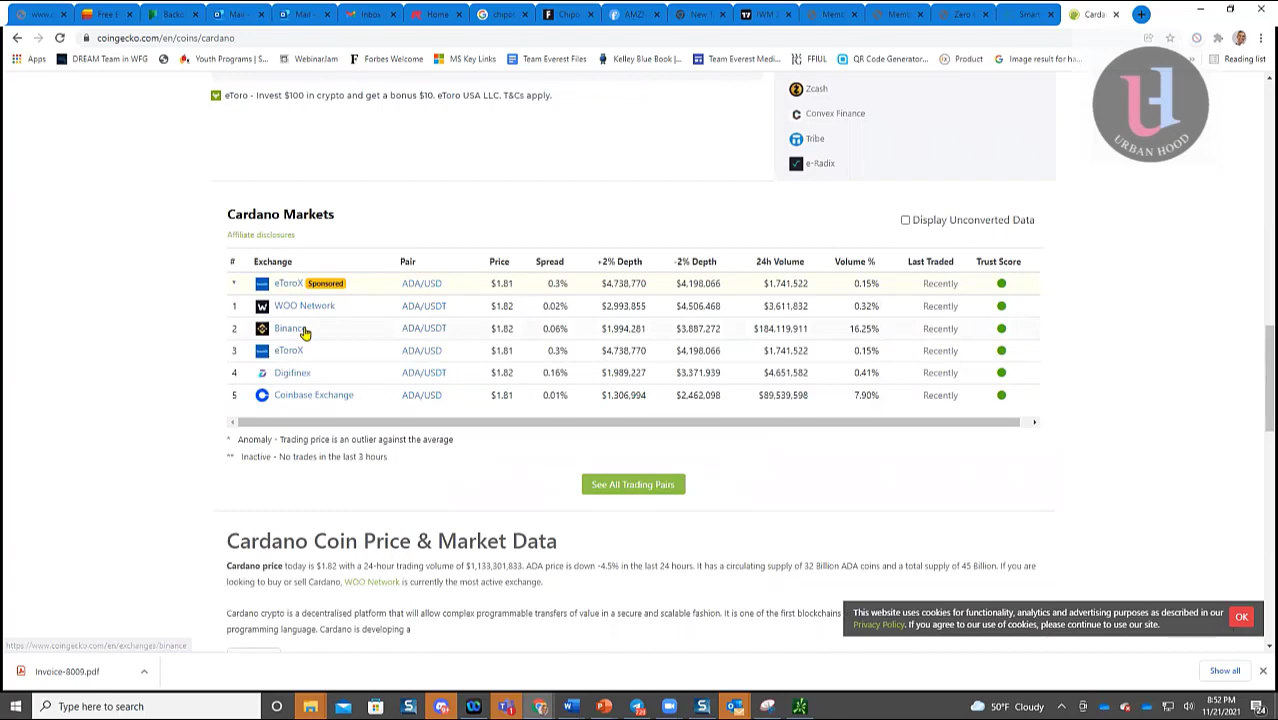 www.c
Free E
Backo
Mail -
Mail -
Inbox
Home
chipot
Chipo
AMZN
New T
IWM
Memb
Memb
Zero t
Smart
Carda
coingecko.com/en/coins/cardano
Apps
DREAM Team in WFG
Youth Programs | S...
WebinarJam
Forbes Welcome
MS Key Links
Team Everest Files
Kelley Blue Book |...
Team Everest Medi...
FFIUL
QR Code Generator...
Product
Image result for ha...
Reading list
URBAN HOOD
eToro - Invest $100 in crypto and get a bonus $10. eToro USA LLC. T&Cs apply.
Zcash
Convex Finance
Tribe
e-Radix
Cardano Markets
Display Unconverted Data
Affiliate disclosures
# Exchange Pair Price Spread +2% Depth -2% Depth 24h Volume Volume % Last Traded Trust Score
* eToroX Sponsored ADA/USD $1.81 0.3% $4,738,770 $4,198,066 $1,741,522 0.15% Recently
1 WOO Network ADA/USDT $1.82 0.02% $2,993,855 $4,506,468 $3,611,832 0.32% Recently
2 Binance ADA/USDT $1.82 0.06% $1,994,281 $3,887,272 $184,119,911 16.25% Recently
3 eToroX ADA/USD $1.81 0.3% $4,738,770 $4,198,066 $1,741,522 0.15% Recently
4 Digifinex ADA/USDT $1.82 0.16% $1,989,227 $3,371,939 $4,651,582 0.41% Recently
5 Coinbase Exchange ADA/USD $1.81 0.01% $1,306,994 $2,462,098 $89,539,598 7.90% Recently
* Anomaly - Trading price is an outlier against the average
** Inactive - No trades in the last 3 hours
See All Trading Pairs
Cardano Coin Price & Market Data
Cardano price today is $1.82 with a 24-hour trading volume of $1,133,301,833. ADA price is down -4.5% in the last 24 hours. It has a circulating supply of 32 Billion ADA coins and a total supply of 45 Billion. If you are
looking to buy or sell Cardano, WOO Network is currently the most active exchange.
Cardano crypto is a decentralised platform that will allow complex programmable transfers of value in a secure and scalable fashion. It is one of the first blockchains
programming language. Cardano is developing a
This website uses cookies for functionality, analytics and advertising purposes as described in our
Privacy Policy. If you agree to our use of cookies, please continue to use our site.
OK
https://www.coingecko.com/en/exchanges/binance
Invoice-8009.pdf
Show all
Type here to search
50°F Cloudy
8:52 PM
11/21/2021